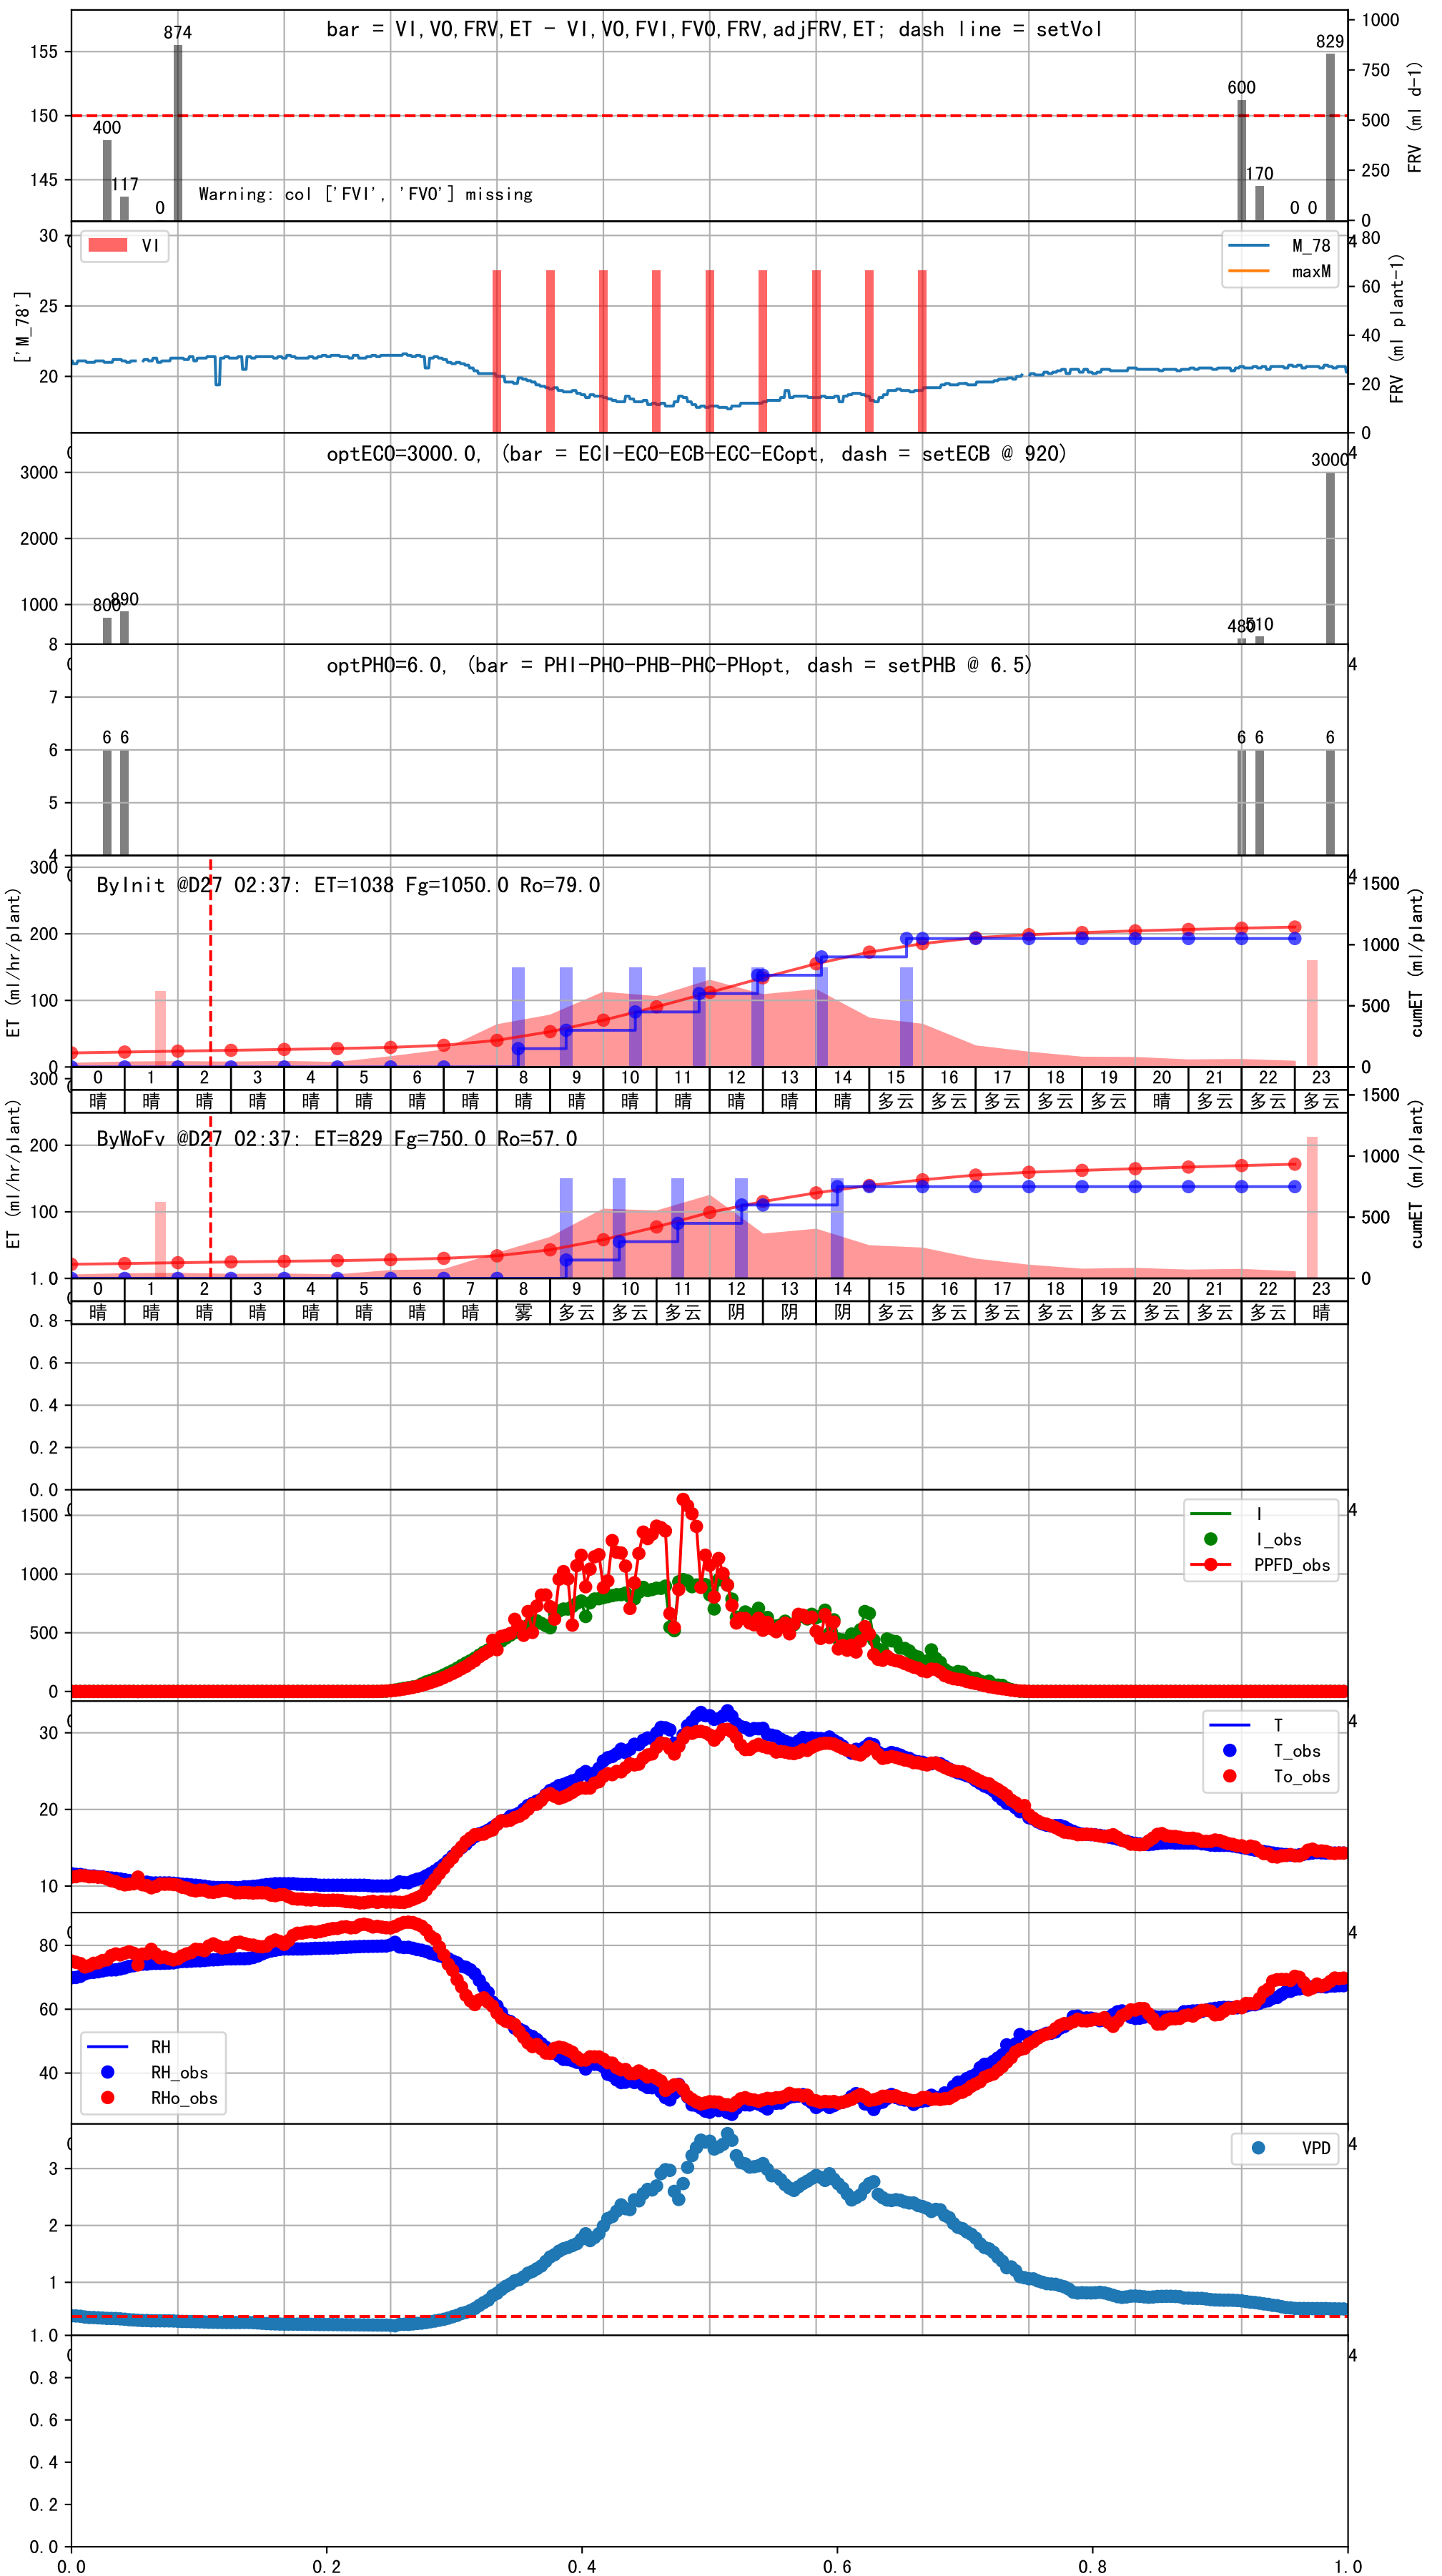 bar = VI,VO,FRV,ET - VI,VO,FVI,FVO,FRV,adjFRV,ET; dash line = setVol
874
829
600
400
170
117
0
0 0
Warning: col ['FVI', 'FVO'] missing
155
150
145
1000
750
500
250
0
FRV (ml d-1)
VI
M_78
maxM
30
25
20
['M_78']
80
60
40
20
0
FRV (ml plant-1)
optECO=3000.0, (bar = ECI-ECO-ECB-ECC-ECopt, dash = setECB @ 920)
3000
2000
1000
800
890
480
510
3000
optPHO=6.0, (bar = PHI-PHO-PHB-PHC-PHopt, dash = setPHB @ 6.5)
8
7
6
5
4
6 6
6 6
6
ByInit @D27 02:37: ET=1038 Fg=1050.0 Ro=79.0
300
200
100
0
ET (ml/hr/plant)
1500
1000
500
0
cumET (ml/plant)
0 1 2 3 4 5 6 7 8 9 10 11 12 13 14 15 16 17 18 19 20 21 22 23
晴 晴 晴 晴 晴 晴 晴 晴 晴 晴 晴 晴 晴 晴 晴 多云 多云 多云 多云 多云 晴 多云 多云 多云
ByWoFv @D27 02:37: ET=829 Fg=750.0 Ro=57.0
300
200
100
ET (ml/hr/plant)
1500
1000
500
0
cumET (ml/plant)
0 1 2 3 4 5 6 7 8 9 10 11 12 13 14 15 16 17 18 19 20 21 22 23
晴 晴 晴 晴 晴 晴 晴 晴 雾 多云 多云 多云 阴 阴 阴 多云 多云 多云 多云 多云 多云 多云 多云 晴
1.0
0.8
0.6
0.4
0.2
0.0
I
I_obs
PPFD_obs
1500
1000
500
0
T
T_obs
To_obs
30
20
10
RH
RH_obs
RHo_obs
80
60
40
VPD
3
2
1
1.0
0.8
0.6
0.4
0.2
0.0
0.0 0.2 0.4 0.6 0.8 1.0